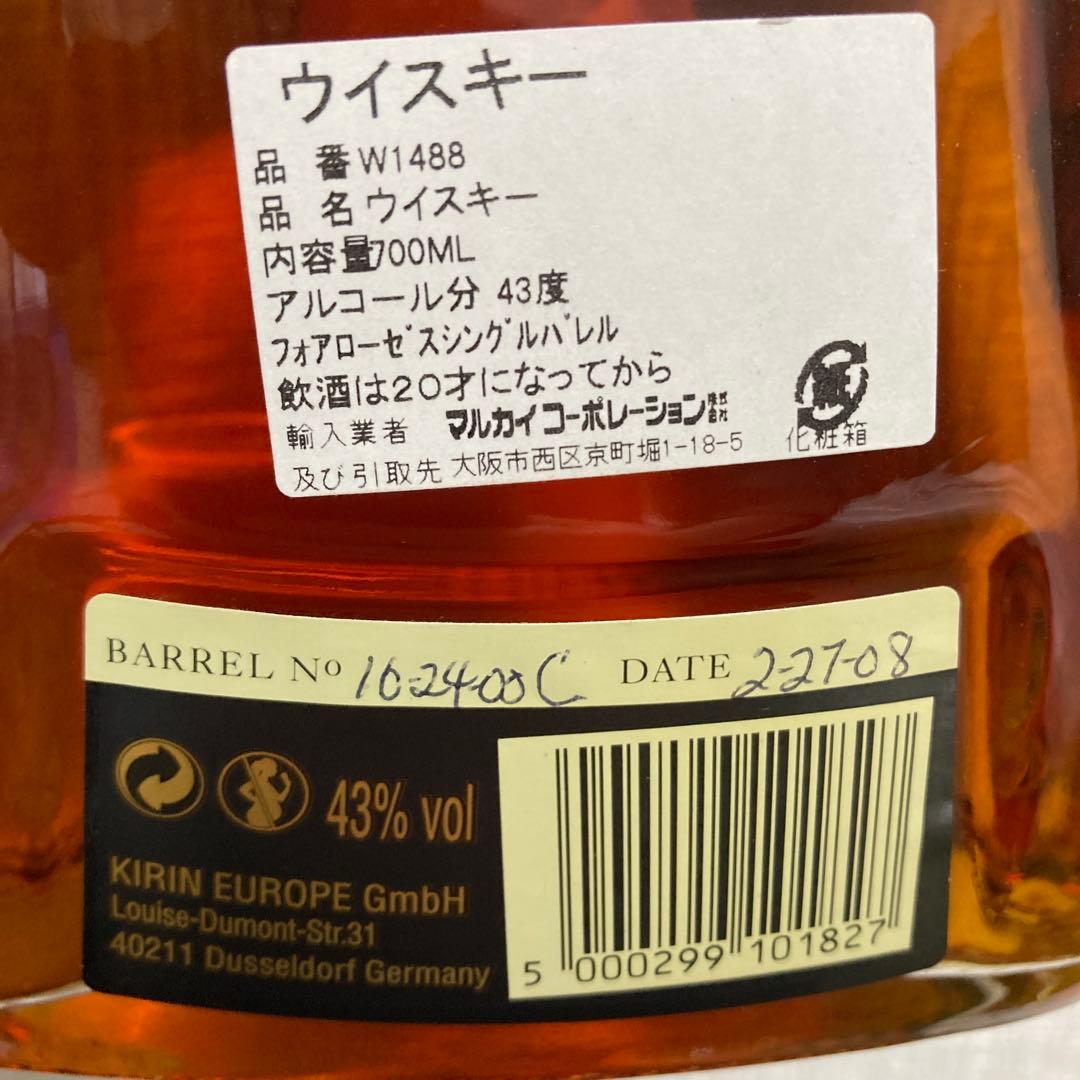 ウイスキー
品 番 W1488
品 名 ウイスキー
内容量700ML
アルコール分 43度
フォアローゼスシングルバレル
飲酒は20才になってから
輸入業者 マルカイコーポレーション株式会社
及び引取先 大阪市西区京町堀1-18-5
化粧箱
BARREL No 10-24-00 C DATE 2-27-08
43% vol
KIRIN EUROPE GmbH
Louise-Dumont-Str.31
40211 Dusseldorf Germany
5 000299 101827